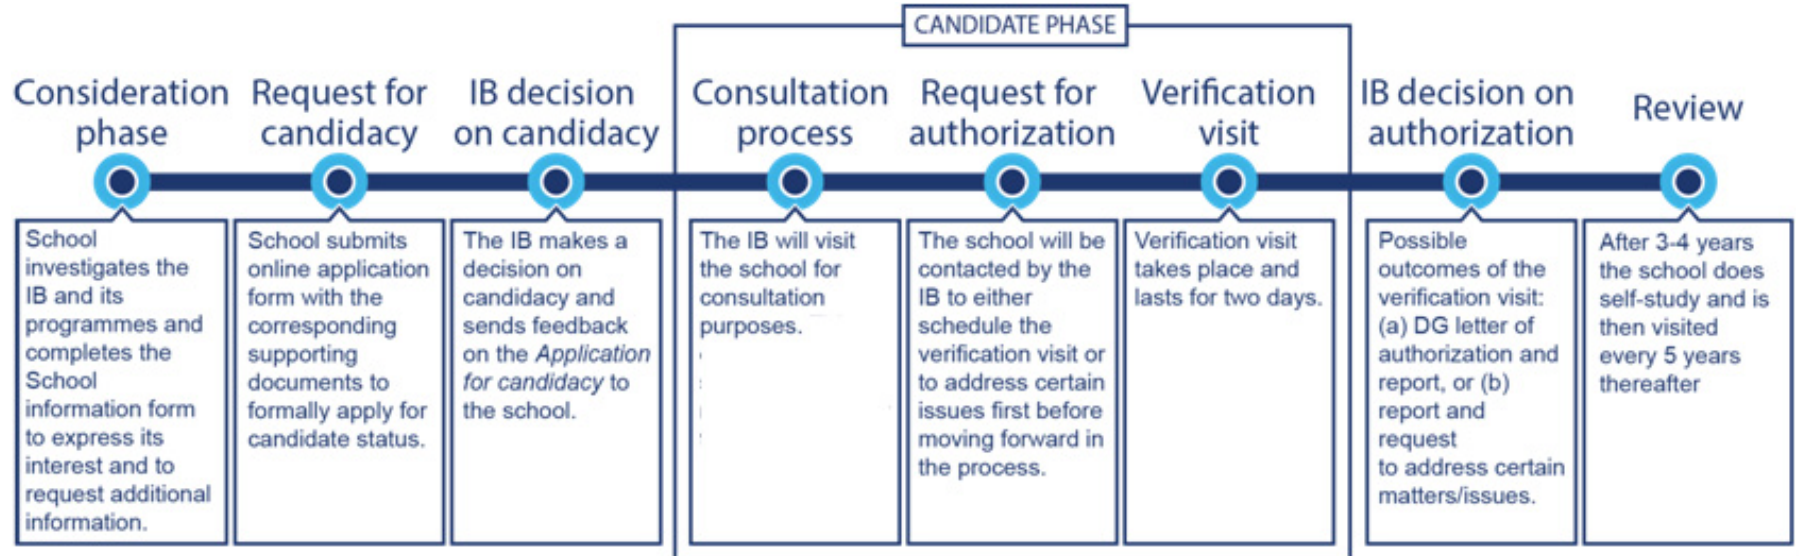 CANDIDATE PHASE
Consideration
phase
School
investigates the
IB and its
programmes and
completes the
School
information form
to express its
interest and to
request additional
information.
Request for
candidacy
School submits
online application
form with the
corresponding
supporting
documents to
formally apply for
candidate status.
IB decision
on candidacy
The IB makes a
decision on
candidacy and
sends feedback
on the Application
for candidacy to
the school.
Consultation
process
The IB will visit
the school for
consultation
purposes.
Request for
authorization
The school will be
contacted by the
IB to either
schedule the
verification visit or
to address certain
issues first before
moving forward in
the process.
Verification
visit
Verification visit
takes place and
lasts for two days.
IB decision on
authorization
Possible
outcomes of the
verification visit:
(a) DG letter of
authorization and
report, or (b)
report and
request
to address certain
matters/issues.
Review
After 3-4 years
the school does
self-study and is
then visited
every 5 years
thereafter